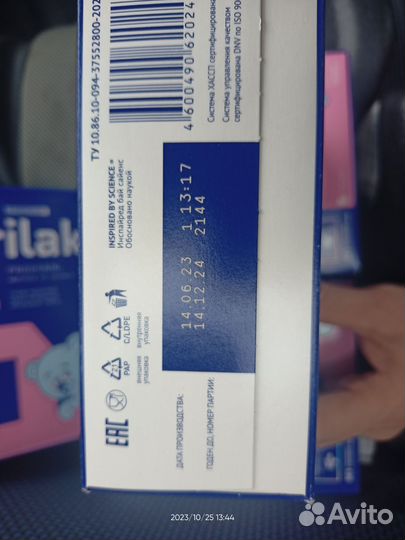 ТУ 10.86.10-094-37552800-202
4 600490 62024
Система ХАССП сертифицирована
Система управления качеством
сертифицирована DNV по ISO 90
INSPIRED BY SCIENCE =
Инспайред бай сайенс
Обосновано наукой
14.06.23 1 13:17
14.12.24 2144
C/LDPE
внутренняя
упаковка
21
PAP
внешняя
упаковка
EAC
ДАТА ПРОИЗВОДСТВА:
ГОДЕН ДО, НОМЕР ПАРТИИ:
rilak
2023/10/25 13:44
Avito